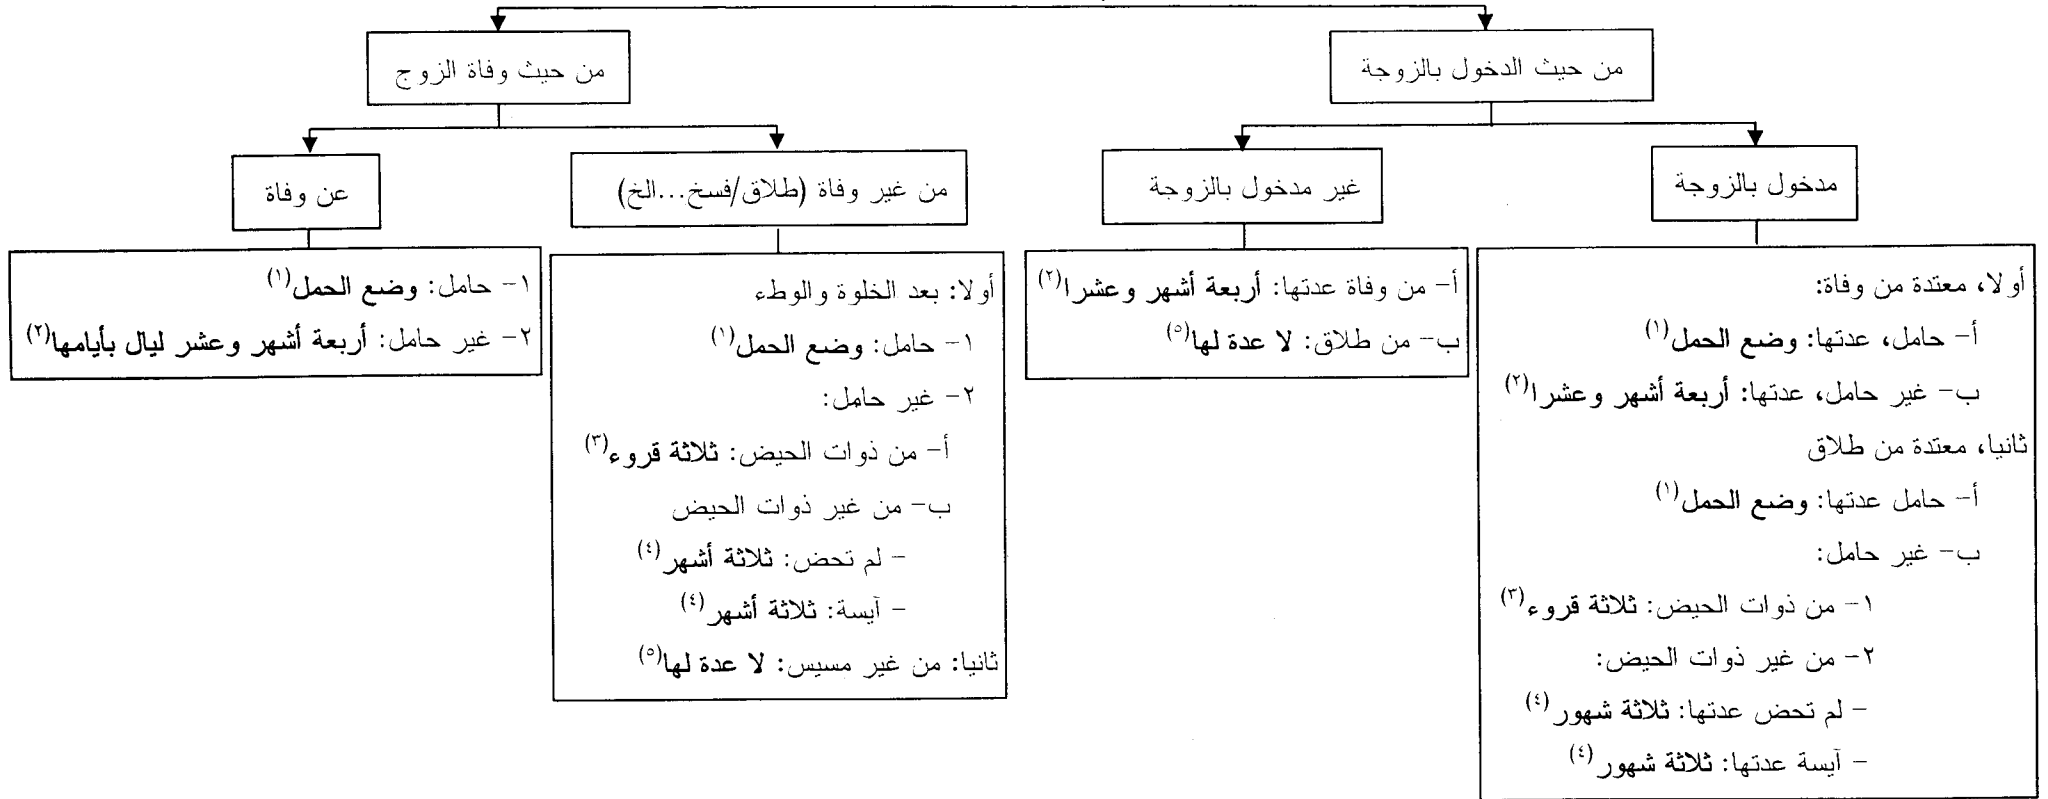 من حيث الدخول بالزوجة
مدخول بالزوجة
أولا، معتدة من وفاة:
أ- حامل، عدتها: وضع الحمل(١)
ب- غير حامل، عدتها: أربعة أشهر وعشرا(٢)
ثانيا، معتدة من طلاق
أ- حامل عدتها: وضع الحمل(١)
ب- غير حامل:
١- من ذوات الحيض: ثلاثة قروء(٣)
٢- من غير ذوات الحيض:
- لم تحض عدتها: ثلاثة شهور(٤)
- آيسة عدتها: ثلاثة شهور(٤)
غير مدخول بالزوجة
أ- من وفاة عدتها: أربعة أشهر وعشرا(٢)
ب- من طلاق: لا عدة لها(٥)
من حيث وفاة الزوج
من غير وفاة (طلاق/فسخ...الخ)
أولا: بعد الخلوة والوطء
١- حامل: وضع الحمل(١)
٢- غير حامل:
أ- من ذوات الحيض: ثلاثة قروء(٣)
ب- من غير ذوات الحيض
- لم تحض: ثلاثة أشهر(٤)
- آيسة: ثلاثة أشهر(٤)
ثانيا: من غير مسيس: لا عدة لها(٥)
عن وفاة
١- حامل: وضع الحمل(١)
٢- غير حامل: أربعة أشهر وعشر ليال بأيامها(٢)